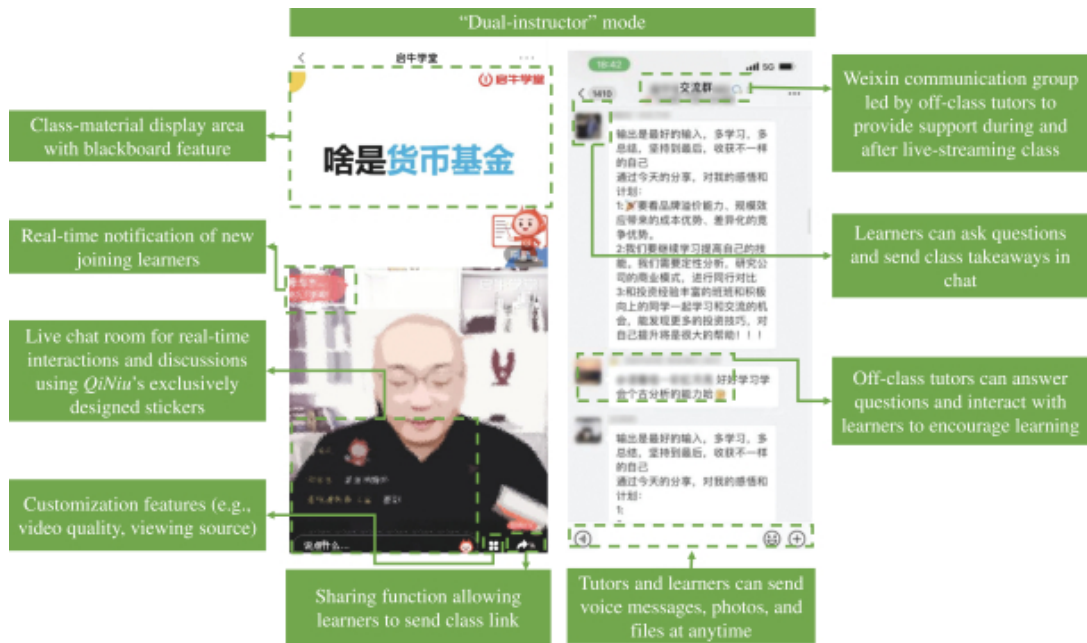 “Dual-instructor” mode
启牛学堂
启牛学堂
啥是货币基金
启牛学堂
说点什么...
Class-material display area
with blackboard feature
Real-time notification of new
joining learners
Live chat room for real-time
interactions and discussions
using QiNiu’s exclusively
designed stickers
Customization features (e.g.,
video quality, viewing source)
Sharing function allowing
learners to send class link
18:42
5G
1410
交流群
输出是最好的输入，多学习，多
总结，坚持到最后，收获不一样
的自己
通过今天的分享，对我的感悟和
计划：
1:要看品牌溢价能力、规模效
应带来的成本优势、差异化的竞
争优势。
2:我们要继续学习提高自己的技
能，我们需要定性分析，研究公
司的商业模式，进行同行对比
3:和投资经验丰富的班班和积极
向上的同学一起学习和交流的机
会，能发现更多的投资技巧，对
自己提升将是很大的帮助！！！
好好学习学
会个古分析的能力哈
输出是最好的输入，多学习，多
总结，坚持到最后，收获不一样
的自己
通过今天的分享，对我的感悟和
计划：
1:
Weixin communication group
led by off-class tutors to
provide support during and
after live-streaming class
Learners can ask questions
and send class takeaways in
chat
Off-class tutors can answer
questions and interact with
learners to encourage learning
Tutors and learners can send
voice messages, photos, and
files at anytime